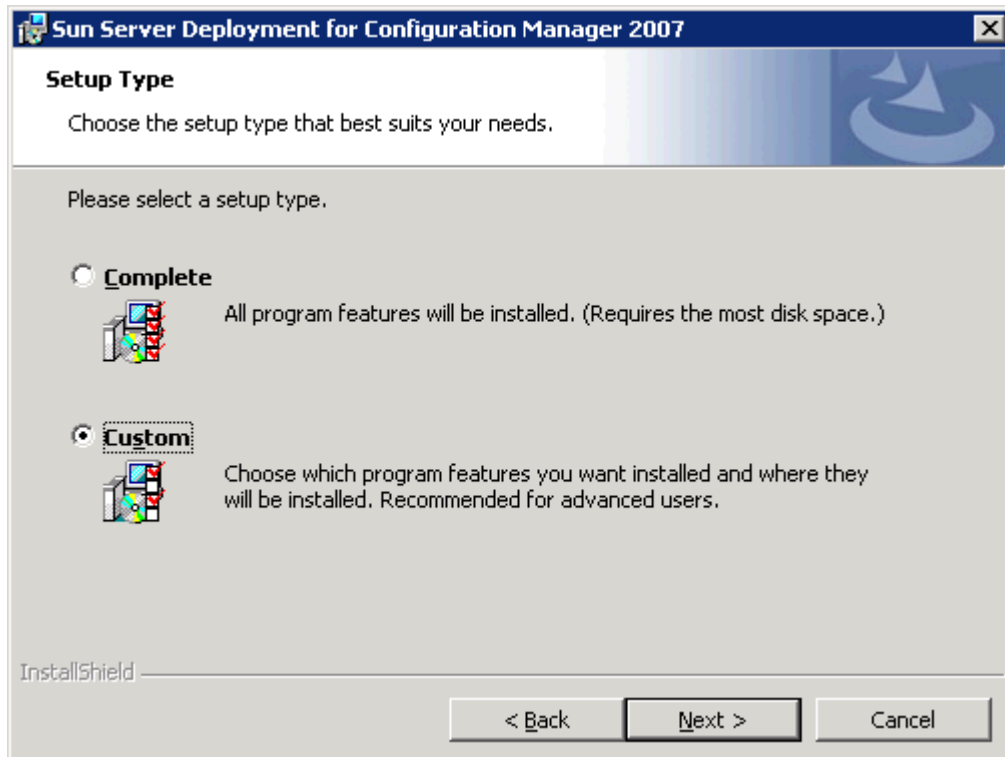 Sun Server Deployment for Configuration Manager 2007
Setup Type
Choose the setup type that best suits your needs.
Please select a setup type.
Complete
All program features will be installed. (Requires the most disk space.)
Custom
Choose which program features you want installed and where they
will be installed. Recommended for advanced users.
InstallShield
< Back Next > Cancel